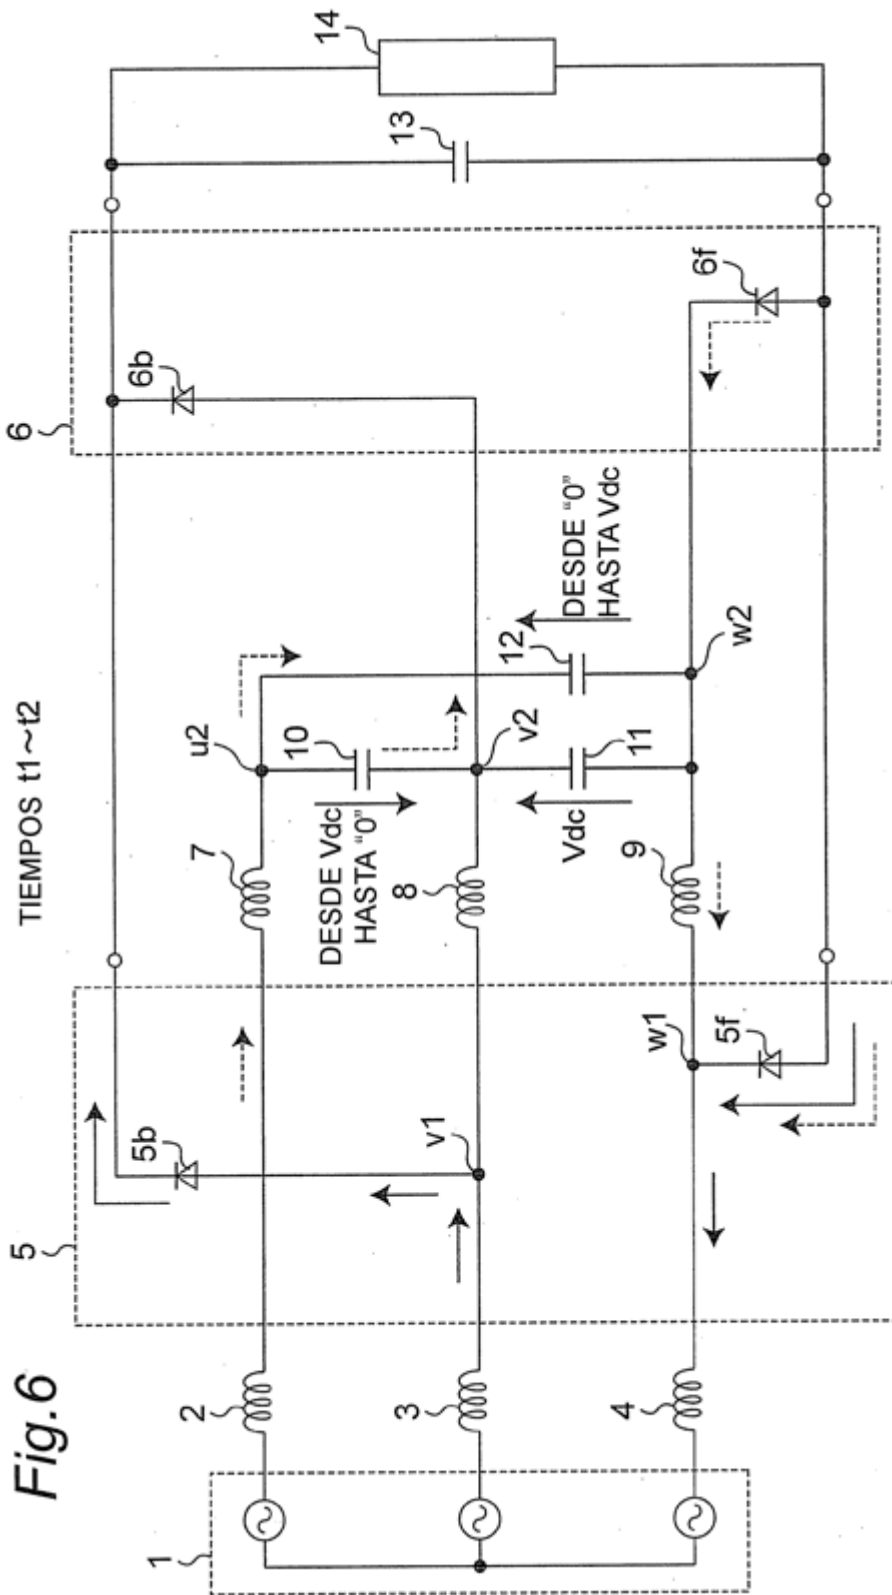 Fig.6
TIEMPOS t1~t2
1
2
3
4
5
5b
5f
v1
w1
7
8
9
u2
10
DESDE Vdc
HASTA “0”
v2
11
Vdc
12
w2
DESDE “0”
HASTA Vdc
6
6b
6f
13
14